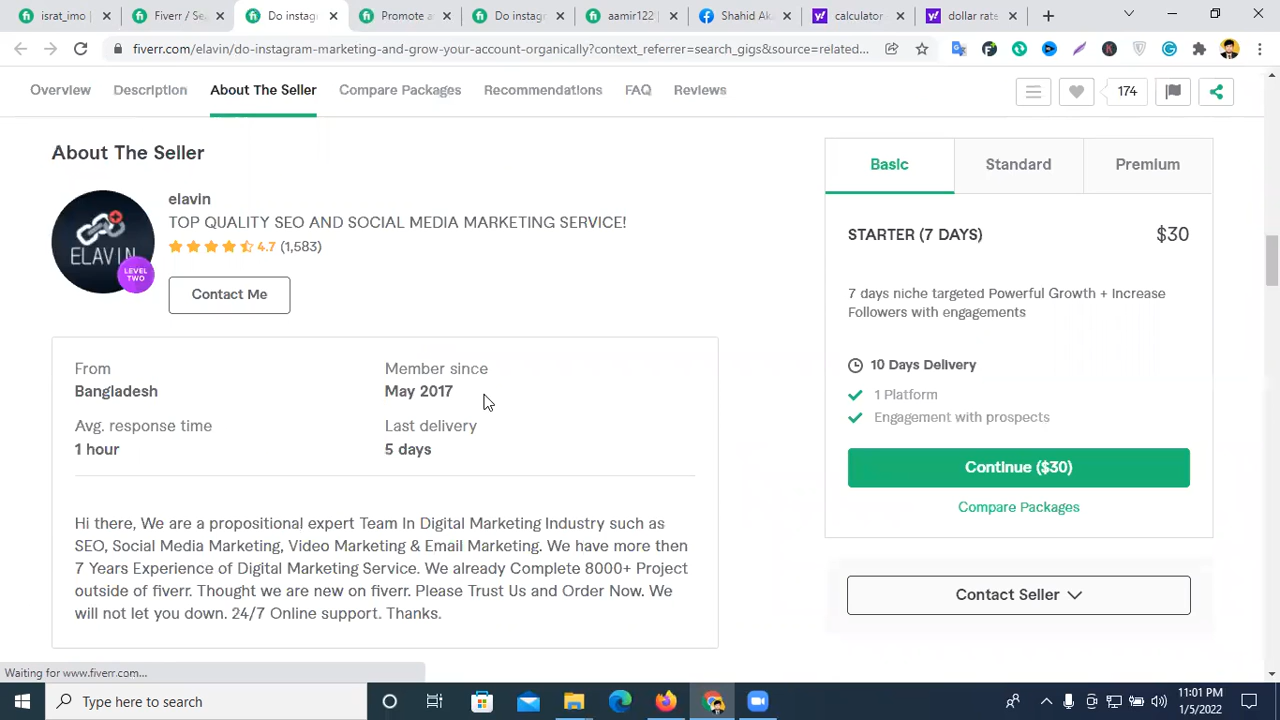 israt_imo
Fiverr / Se
Do instag
Promote a
Do instag
aamir122
Shahid Ak
calculator
dollar rate
fiverr.com/elavin/do-instagram-marketing-and-grow-your-account-organically?context_referrer=search_gigs&source=related...
Overview
Description
About The Seller
Compare Packages
Recommendations
FAQ
Reviews
174
About The Seller
elavin
TOP QUALITY SEO AND SOCIAL MEDIA MARKETING SERVICE!
4.7 (1,583)
ELAVIN
LEVEL
TWO
Contact Me
From
Bangladesh
Member since
May 2017
Avg. response time
1 hour
Last delivery
5 days
Hi there, We are a propositional expert Team In Digital Marketing Industry such as
SEO, Social Media Marketing, Video Marketing & Email Marketing. We have more then
7 Years Experience of Digital Marketing Service. We already Complete 8000+ Project
outside of fiverr. Thought we are new on fiverr. Please Trust Us and Order Now. We
will not let you down. 24/7 Online support. Thanks.
Basic
Standard
Premium
STARTER (7 DAYS)
$30
7 days niche targeted Powerful Growth + Increase
Followers with engagements
10 Days Delivery
1 Platform
Engagement with prospects
Continue ($30)
Compare Packages
Contact Seller
Waiting for www.fiverr.com...
Type here to search
11:01 PM
1/5/2022